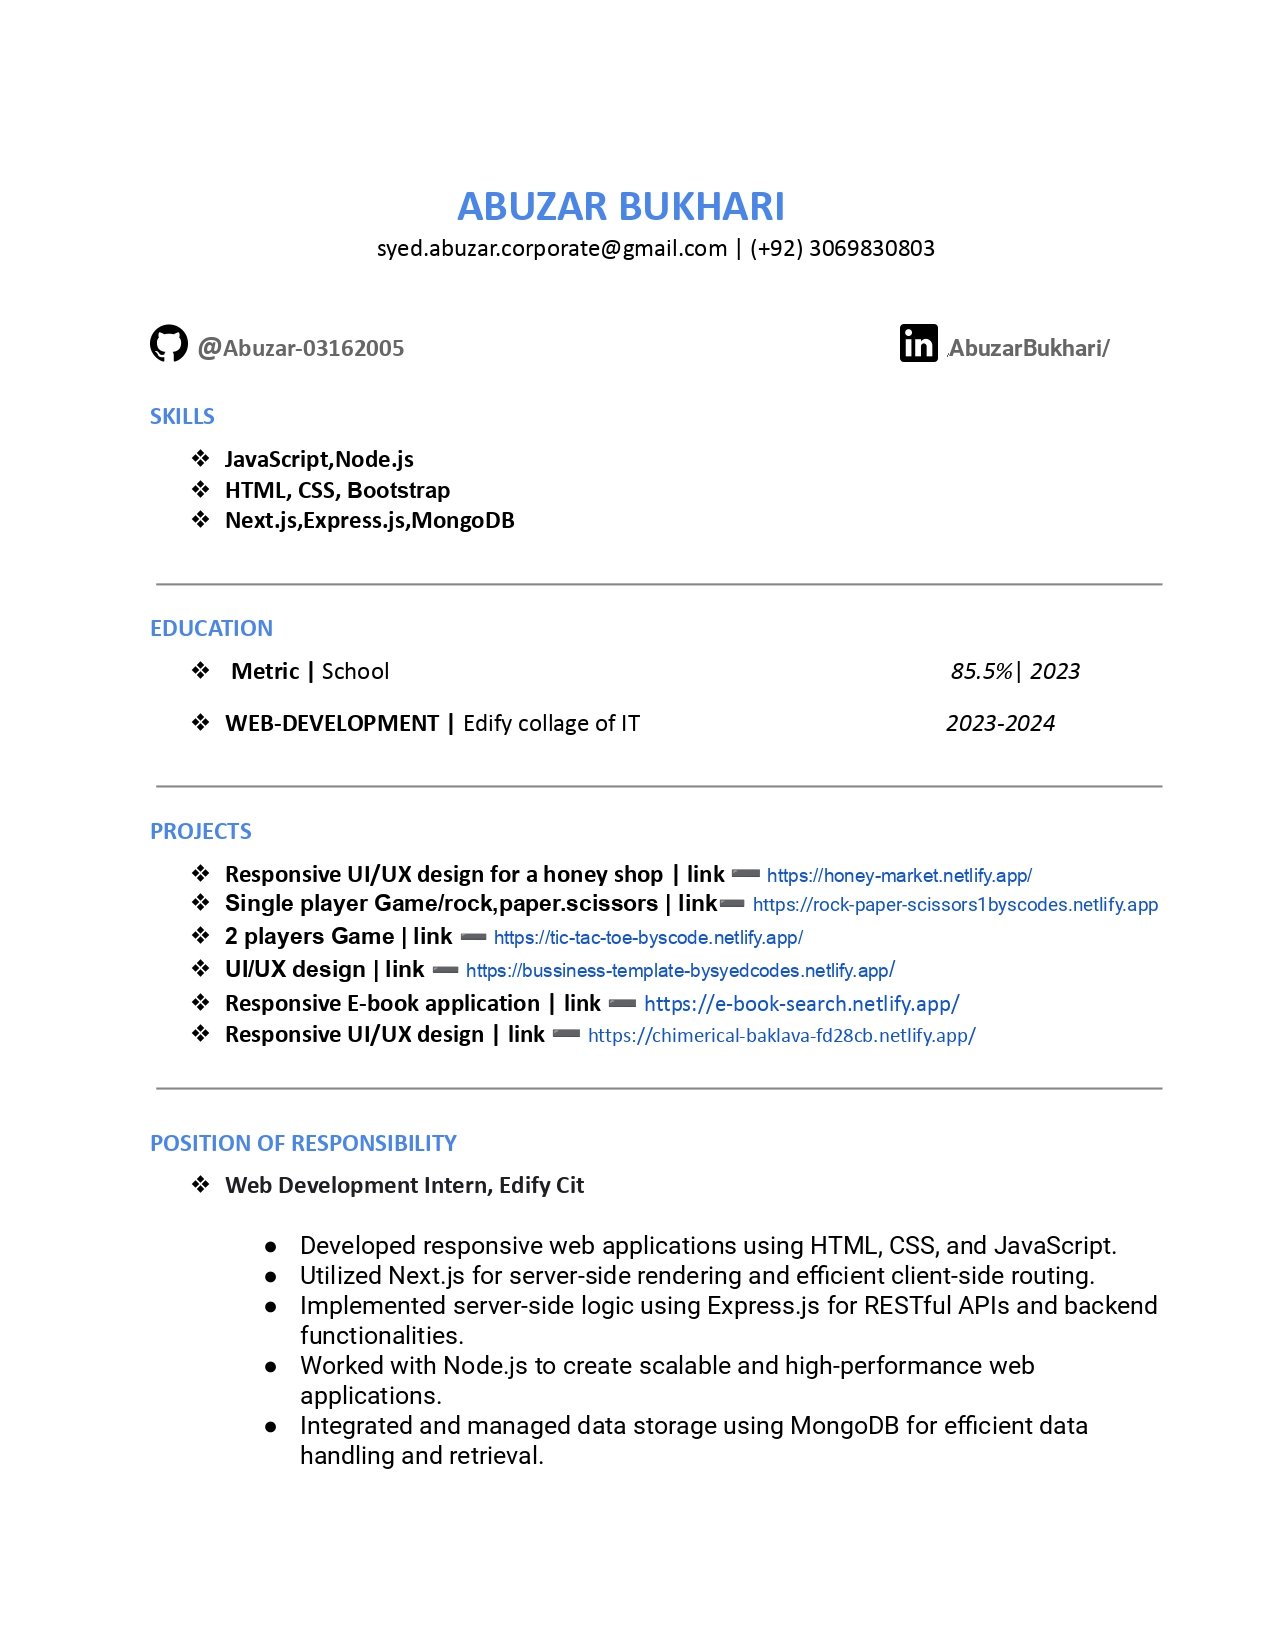 ABUZAR BUKHARI
syed.abuzar.corporate@gmail.com | (+92) 3069830803
@Abuzar-03162005
AbuzarBukhari/
SKILLS
❖ JavaScript,Node.js
❖ HTML, CSS, Bootstrap
❖ Next.js,Express.js,MongoDB
EDUCATION
❖ Metric | School 85.5%| 2023
❖ WEB-DEVELOPMENT | Edify collage of IT 2023-2024
PROJECTS
❖ Responsive UI/UX design for a honey shop | link ➖ https://honey-market.netlify.app/
❖ Single player Game/rock,paper.scissors | link➖ https://rock-paper-scissors1byscodes.netlify.app
❖ 2 players Game | link ➖ https://tic-tac-toe-byscode.netlify.app/
❖ UI/UX design | link ➖ https://bussiness-template-bysyedcodes.netlify.app/
❖ Responsive E-book application | link ➖ https://e-book-search.netlify.app/
❖ Responsive UI/UX design | link ➖ https://chimerical-baklava-fd28cb.netlify.app/
POSITION OF RESPONSIBILITY
❖ Web Development Intern, Edify Cit
● Developed responsive web applications using HTML, CSS, and JavaScript.
● Utilized Next.js for server-side rendering and efficient client-side routing.
● Implemented server-side logic using Express.js for RESTful APIs and backend
functionalities.
● Worked with Node.js to create scalable and high-performance web
applications.
● Integrated and managed data storage using MongoDB for efficient data
handling and retrieval.